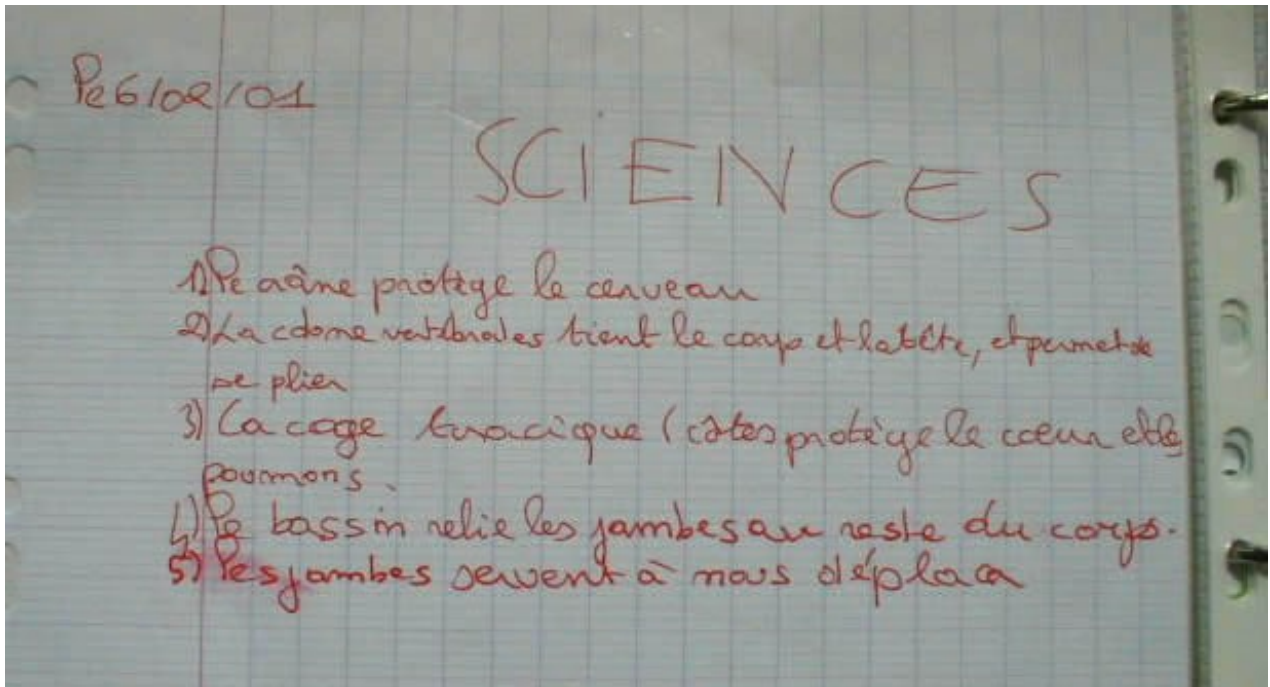 Le 6/02/01
SCIENCES
1) Le crâne protège le cerveau
2) La colone vertébrales tient le corps et la tête, et permet de
se plier
3) La cage toracique (côtes protège le coeur et les
poumons.
4) Le bassin relie les jambes au reste du corps.
5) Les jambes servent à nous déplacer